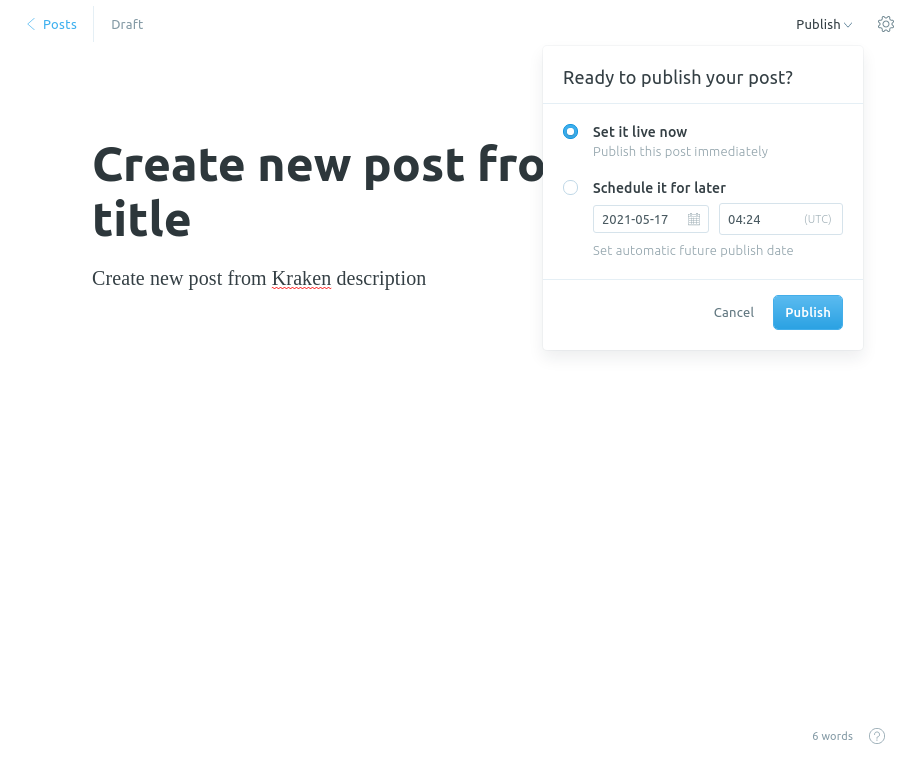 Posts
Draft
Publish
Ready to publish your post?
Set it live now
Publish this post immediately
Schedule it for later
2021-05-17
04:24 (UTC)
Set automatic future publish date
Cancel
Publish
Create new post fro
title
Create new post from Kraken description
6 words
?